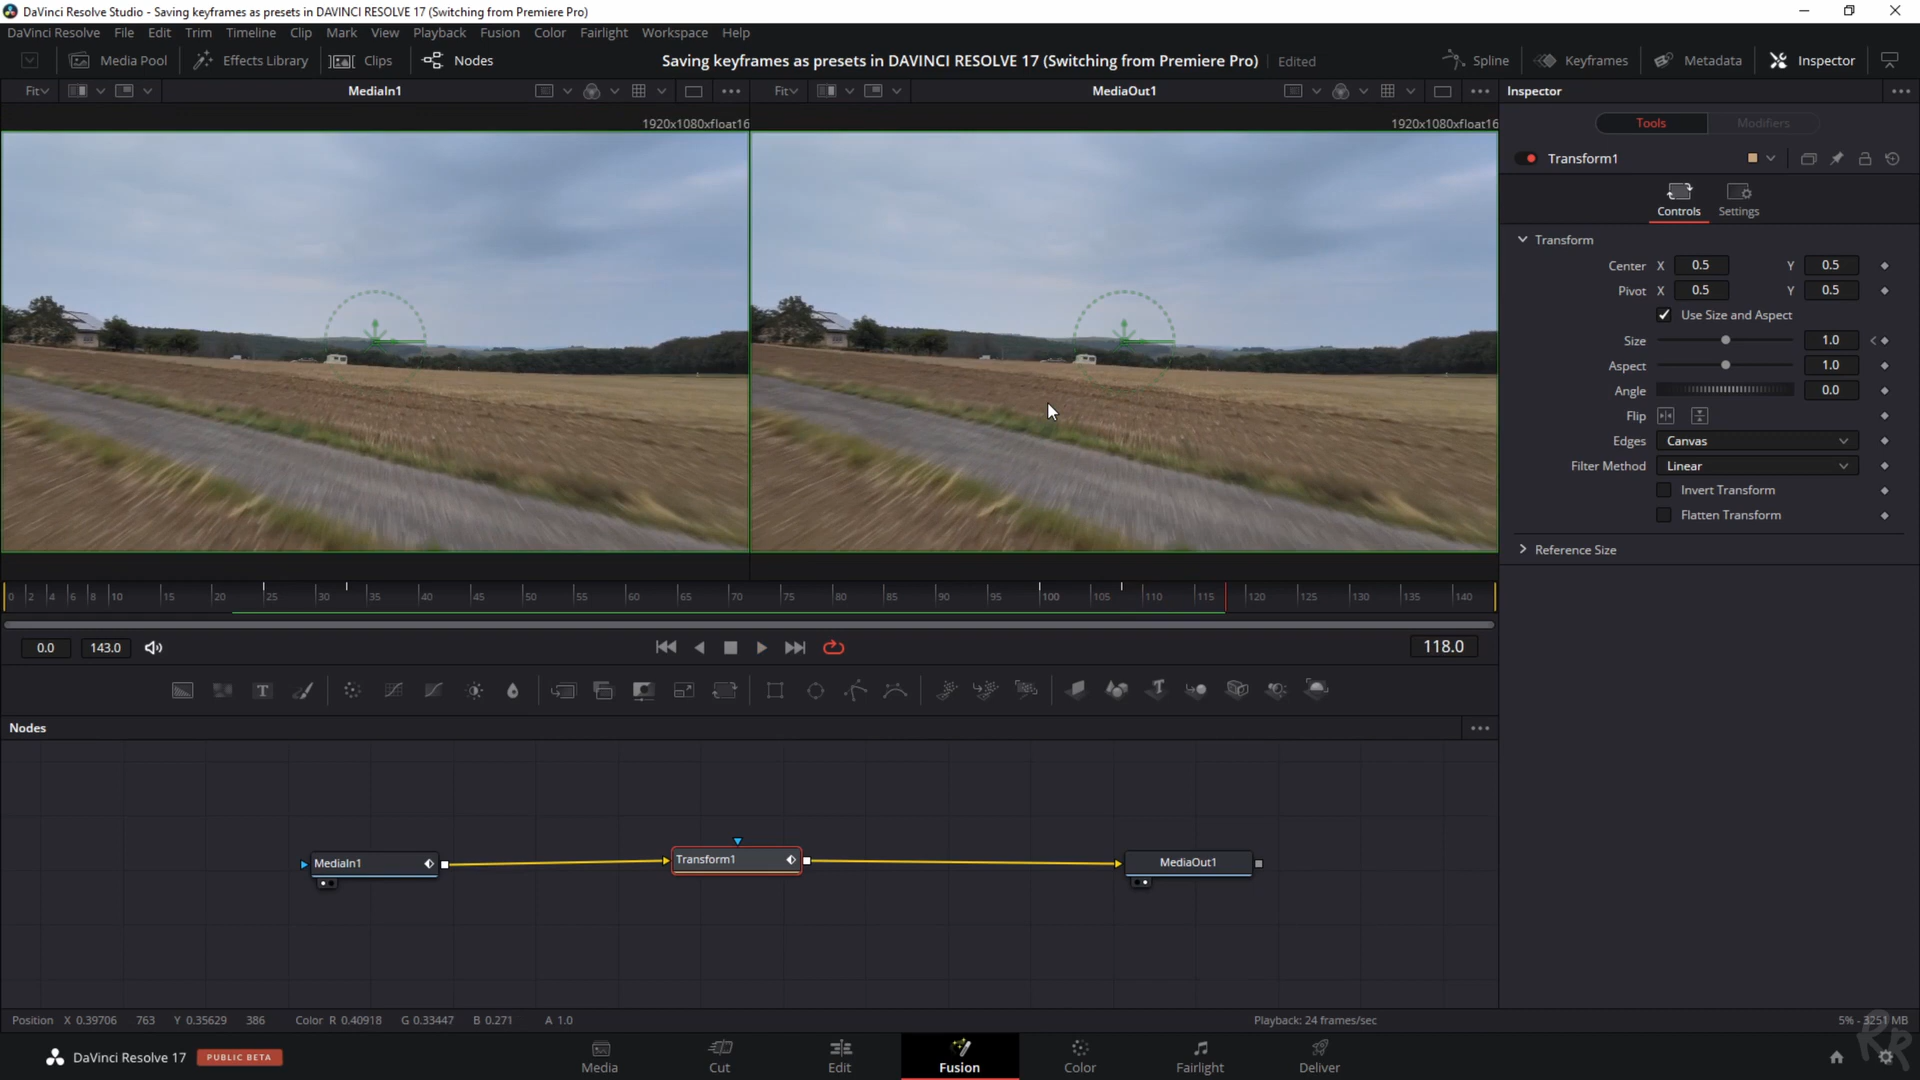 DaVinci Resolve Studio - Saving keyframes as presets in DAVINCI RESOLVE 17 (Switching from Premiere Pro)
DaVinci Resolve File Edit Trim Timeline Clip Mark View Playback Fusion Color Fairlight Workspace Help
Media Pool Effects Library Clips Nodes Saving keyframes as presets in DAVINCI RESOLVE 17 (Switching from Premiere Pro) Edited Spline Keyframes Metadata Inspector
Fit MediaIn1 Fit MediaOut1 Inspector
1920x1080xfloat16 1920x1080xfloat16
Tools Modifiers
Transform1
Controls Settings
Transform
Center X 0.5 Y 0.5
Pivot X 0.5 Y 0.5
Use Size and Aspect
Size 1.0
Aspect 1.0
Angle 0.0
Flip
Edges Canvas
Filter Method Linear
Invert Transform
Flatten Transform
Reference Size
0 2 4 6 8 10 15 20 25 30 35 40 45 50 55 60 65 70 75 80 85 90 95 100 105 110 115 120 125 130 135 140
0.0 143.0 118.0
T
Nodes
MediaIn1 Transform1 MediaOut1
Position X 0.39706 763 Y 0.35629 386 Color R 0.40918 G 0.33447 B 0.271 A 1.0 Playback: 24 frames/sec 5% - 3251 MB
DaVinci Resolve 17 PUBLIC BETA Media Cut Edit Fusion Color Fairlight Deliver
RR